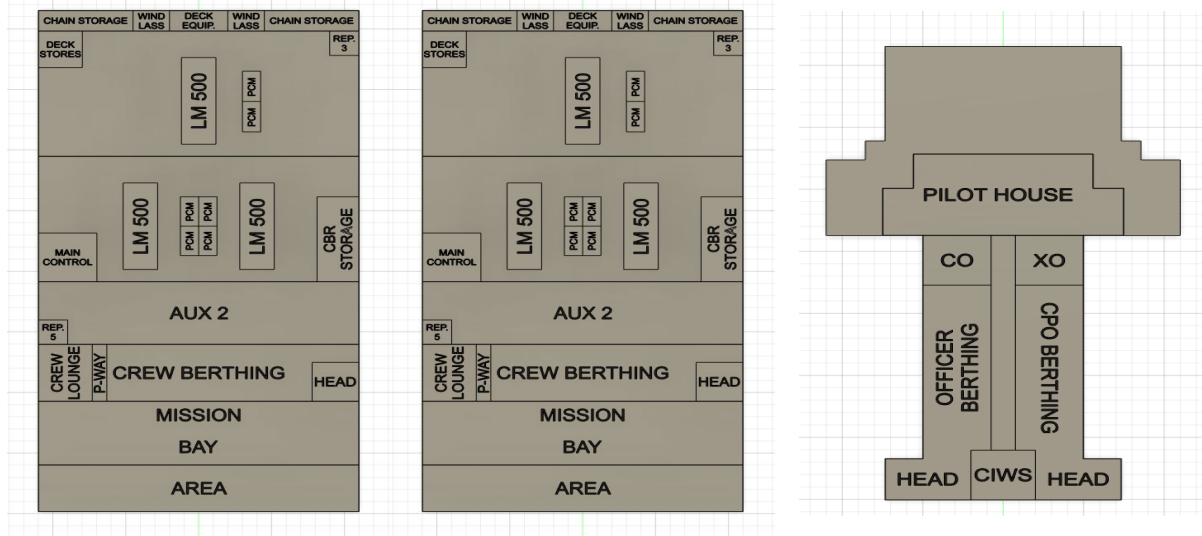 CHAIN STORAGE
WIND
LASS
DECK
EQUIP.
WIND
LASS
CHAIN STORAGE
DECK
STORES
REP.
3
LM 500
PCM
PCM
LM 500
PCM
PCM
PCM
PCM
LM 500
CBR
STORAGE
MAIN
CONTROL
AUX 2
REP.
5
CREW
LOUNGE
P-WAY
CREW BERTHING
HEAD
MISSION
BAY
AREA
CHAIN STORAGE
WIND
LASS
DECK
EQUIP.
WIND
LASS
CHAIN STORAGE
DECK
STORES
REP.
3
LM 500
PCM
PCM
LM 500
PCM
PCM
PCM
PCM
LM 500
CBR
STORAGE
MAIN
CONTROL
AUX 2
REP.
5
CREW
LOUNGE
P-WAY
CREW BERTHING
HEAD
MISSION
BAY
AREA
PILOT HOUSE
CO
XO
OFFICER
BERTHING
CPO BERTHING
HEAD
CIWS
HEAD